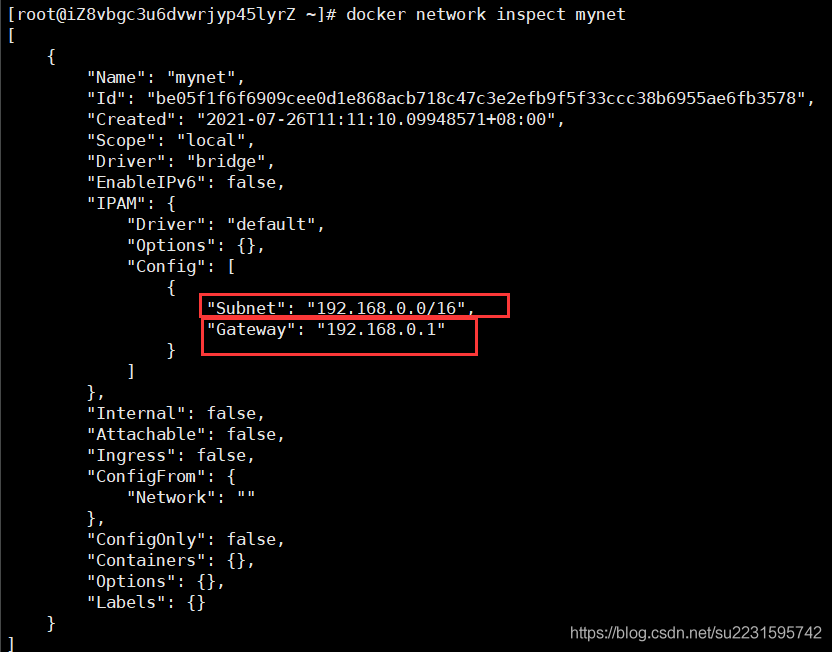 [root@iZ8vbgc3u6dvwrjyp45lyrZ ~]# docker network inspect mynet
[
    {
        "Name": "mynet",
        "Id": "be05f1f6f6909cee0d1e868acb718c47c3e2efb9f5f33ccc38b6955ae6fb3578",
        "Created": "2021-07-26T11:11:10.09948571+08:00",
        "Scope": "local",
        "Driver": "bridge",
        "EnableIPv6": false,
        "IPAM": {
            "Driver": "default",
            "Options": {},
            "Config": [
                {
                    "Subnet": "192.168.0.0/16",
                    "Gateway": "192.168.0.1"
                }
            ]
        },
        "Internal": false,
        "Attachable": false,
        "Ingress": false,
        "ConfigFrom": {
            "Network": ""
        },
        "ConfigOnly": false,
        "Containers": {},
        "Options": {},
        "Labels": {}
    }
]
https://blog.csdn.net/su2231595742